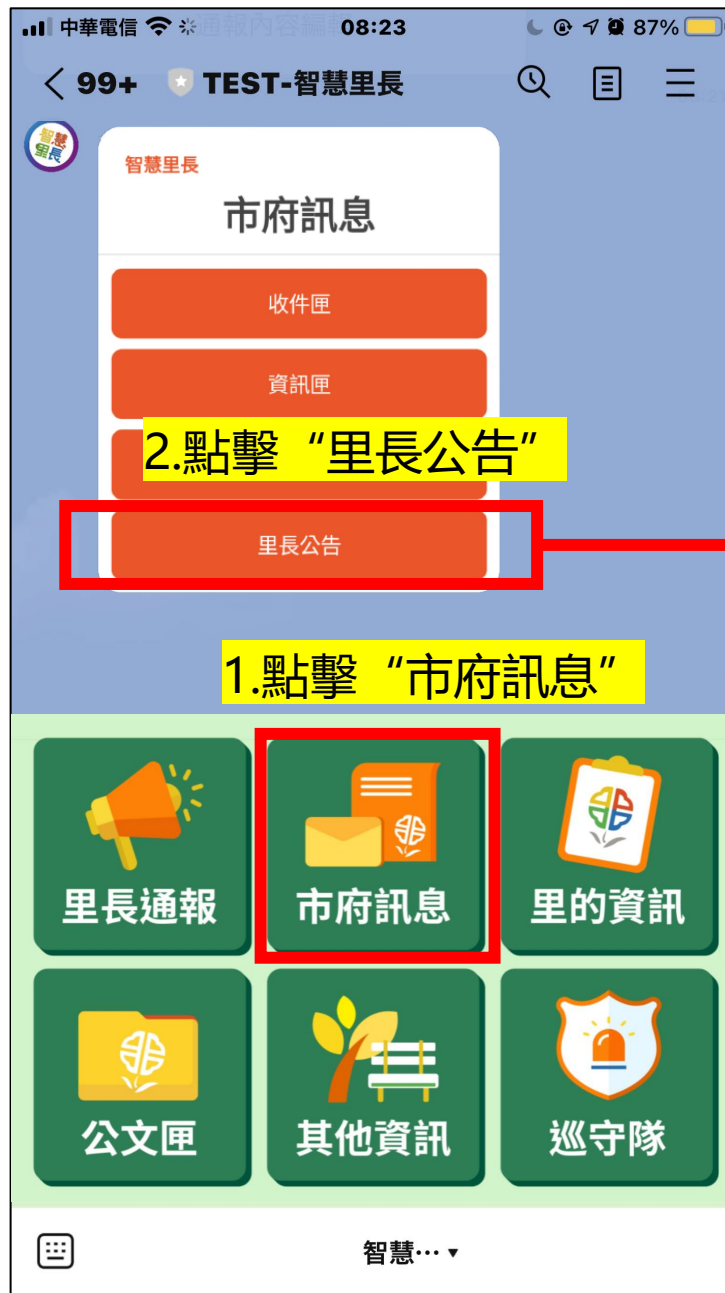 中華電信 08:23 87%
< 99+ TEST-智慧里長
智慧
里長
智慧里長
市府訊息
收件匣
資訊匣
2.點擊“里長公告”
里長公告
1.點擊“市府訊息”
里長通報 市府訊息 里的資訊
公文匣 其他資訊 巡守隊
智慧…▾